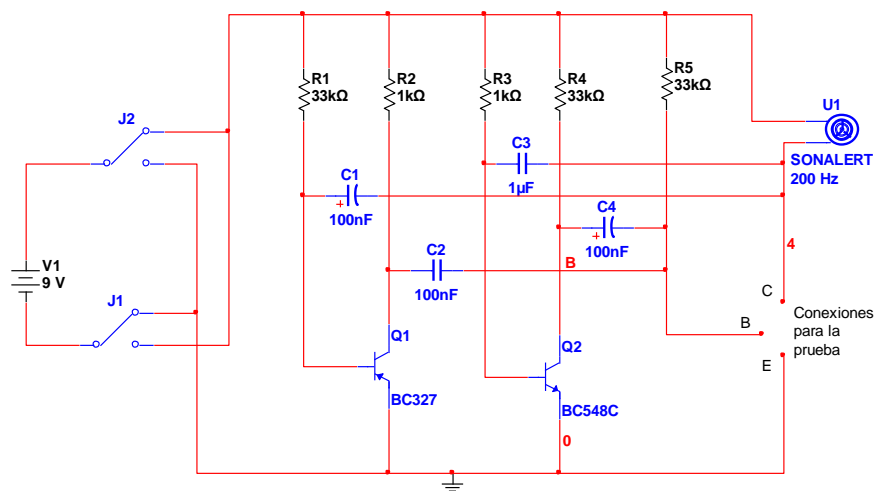 R1
33kΩ
R2
1kΩ
R3
1kΩ
R4
33kΩ
R5
33kΩ
U1
SONALERT
200 Hz
J2
C3
1µF
C1
+
100nF
C4
+
100nF
4
V1
9 V
C2
100nF
B
J1
C
B
E
Conexiones
para la
prueba
Q1
BC327
Q2
BC548C
0